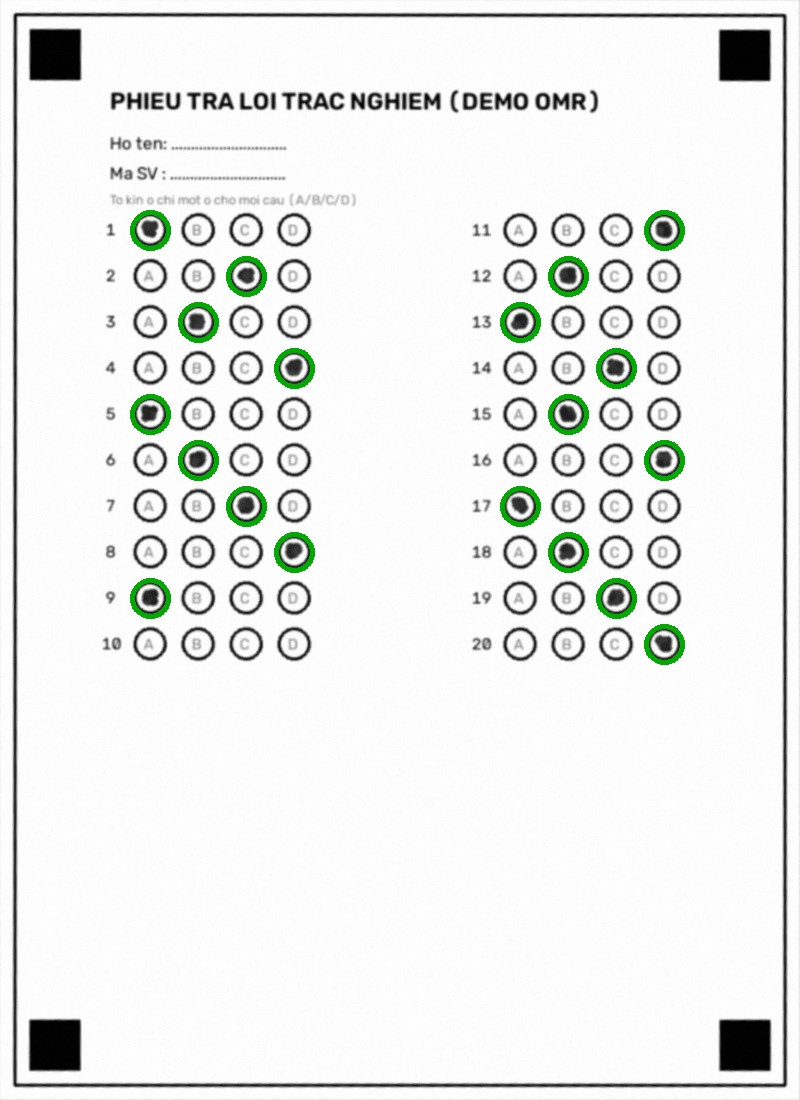 PHIEU TRA LOI TRAC NGHIEM (DEMO OMR)
Ho ten: .............................
Ma SV : .............................
To kin o chi mot o cho moi cau (A/B/C/D)
1 B C D
2 A B D
3 A C D
4 A B C
5 B C D
6 A C D
7 A B D
8 A B C
9 B C D
10 A B C D
11 A B C
12 A C D
13 B C D
14 A B D
15 A C D
16 A B C
17 B C D
18 A C D
19 A B D
20 A B C